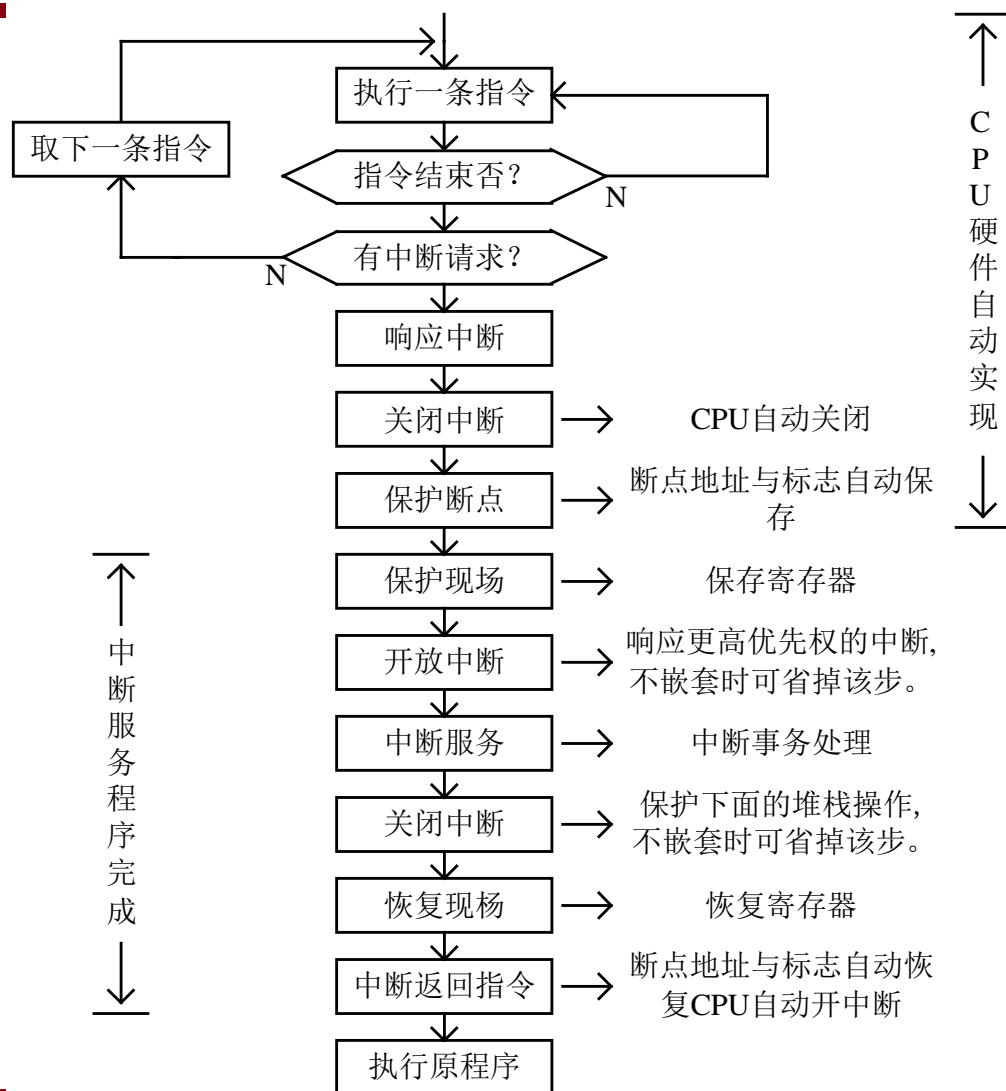 执行一条指令
取下一条指令
指令结束否？
N
有中断请求？
N
响应中断
关闭中断
CPU自动关闭
保护断点
断点地址与标志自动保
存
C
P
U
硬
件
自
动
实
现
保护现场
保存寄存器
开放中断
响应更高优先权的中断,
不嵌套时可省掉该步。
中断服务
中断事务处理
关闭中断
保护下面的堆栈操作,
不嵌套时可省掉该步。
恢复现杨
恢复寄存器
中断返回指令
断点地址与标志自动恢
复CPU自动开中断
执行原程序
中
断
服
务
程
序
完
成